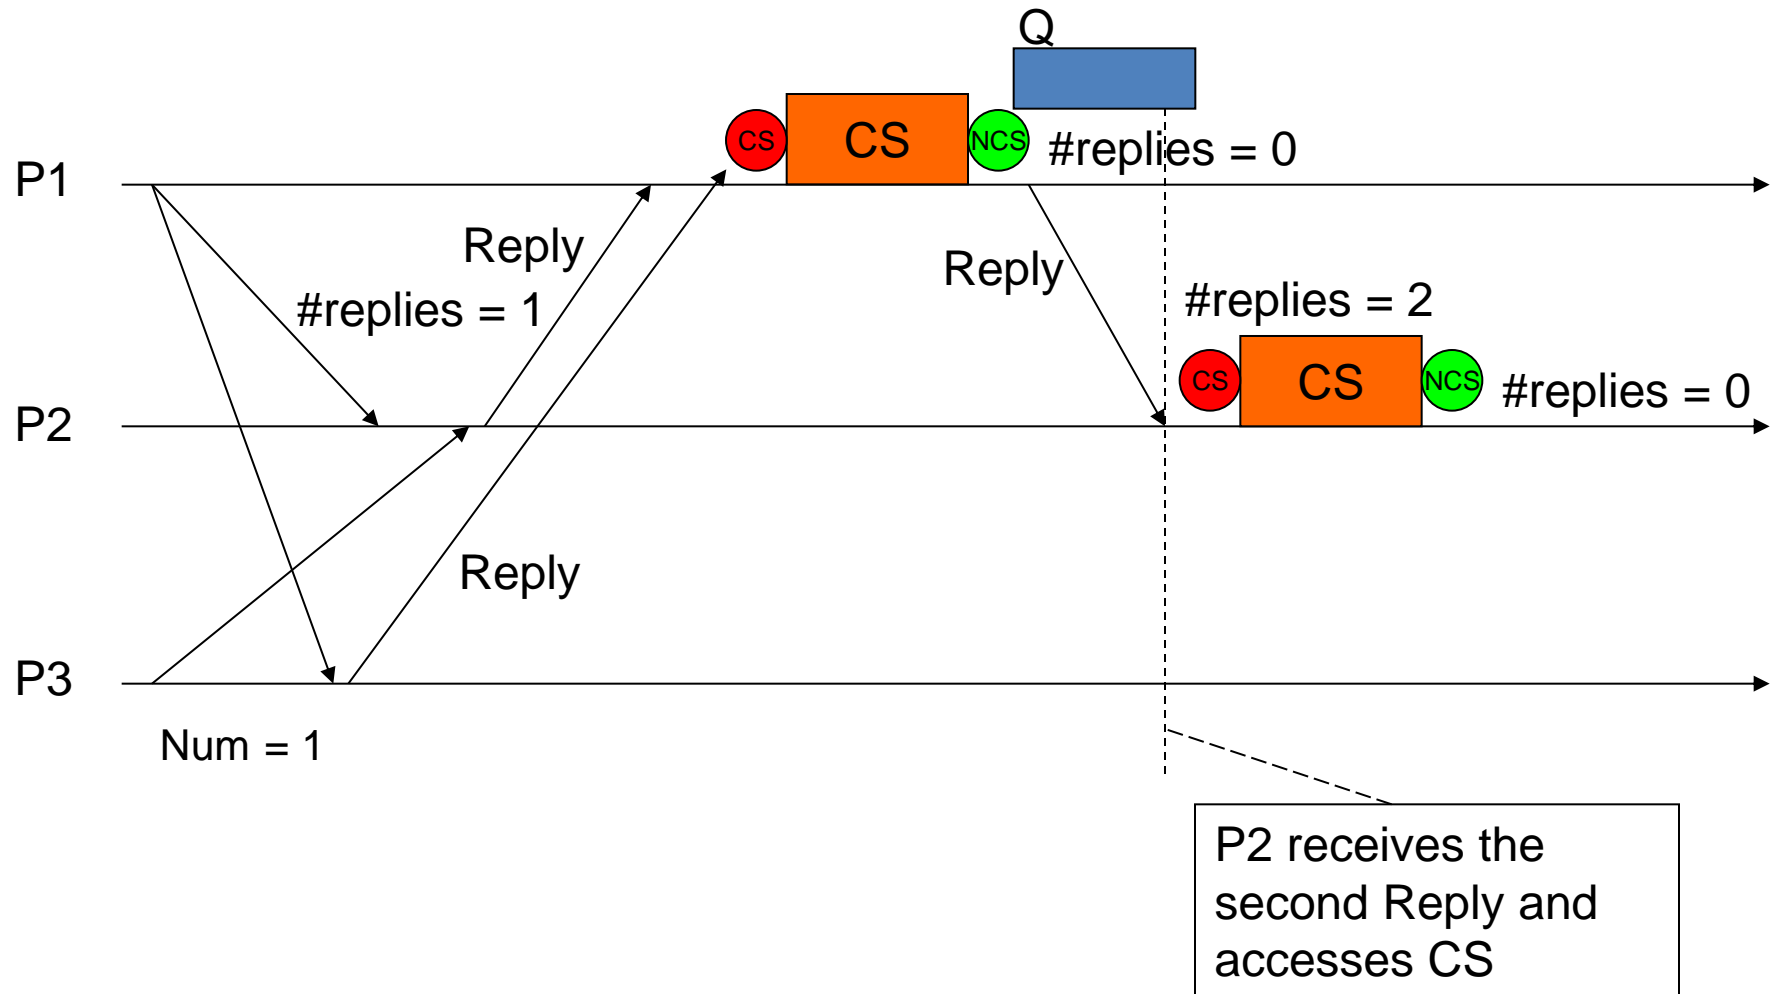 Q
CS
CS
NCS
#replies = 0
P1
Reply
Reply
#replies = 1
#replies = 2
CS
CS
NCS
#replies = 0
P2
Reply
P3
Num = 1
P2 receives the
second Reply and
accesses CS